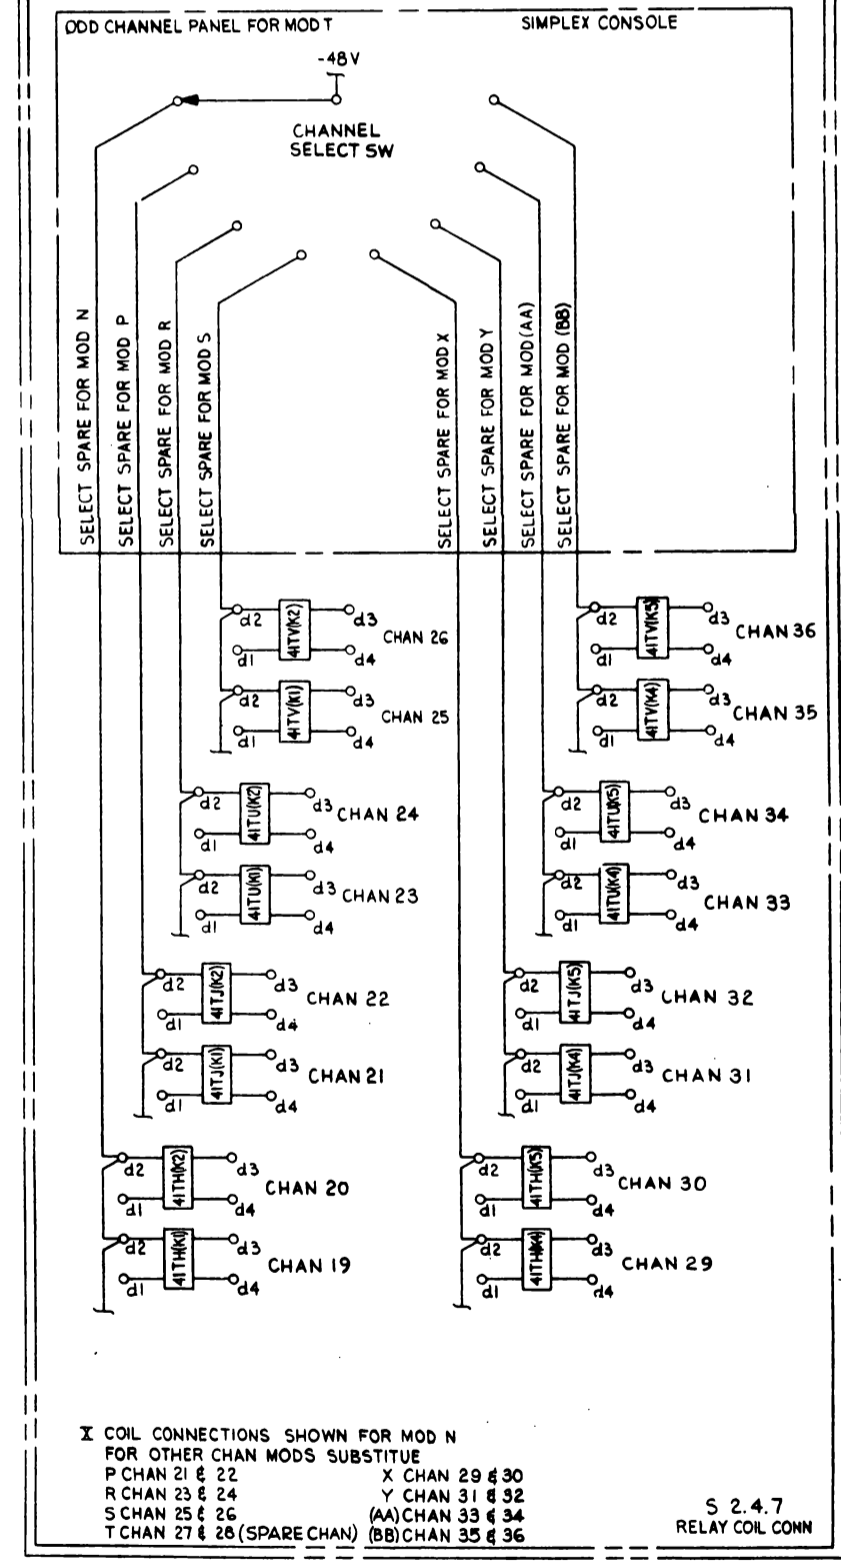 ODD CHANNEL PANEL FOR MOD T
SIMPLEX CONSOLE
-48V
CHANNEL
SELECT SW
SELECT SPARE FOR MOD N
SELECT SPARE FOR MOD P
SELECT SPARE FOR MOD R
SELECT SPARE FOR MOD S
SELECT SPARE FOR MOD X
SELECT SPARE FOR MOD Y
SELECT SPARE FOR MOD (AA)
SELECT SPARE FOR MOD (BB)
d2 41TV(K2) d3
CHAN 26
d1 d4
d2 41TV(K1) d3
CHAN 25
d1 d4
d2 41TV(K5) d3
CHAN 36
d1 d4
d2 41TV(K4) d3
CHAN 35
d1 d4
d2 41TU(K2) d3
CHAN 24
d1 d4
d2 41TU(K1) d3
CHAN 23
d1 d4
d2 41TU(K5) d3
CHAN 34
d1 d4
d2 41TU(K4) d3
CHAN 33
d1 d4
d2 41TJ(K2) d3
CHAN 22
d1 d4
d2 41TJ(K1) d3
CHAN 21
d1 d4
d2 41TJ(K5) d3
CHAN 32
d1 d4
d2 41TJ(K4) d3
CHAN 31
d1 d4
d2 41TH(K2) d3
CHAN 20
d1 d4
d2 41TH(K1) d3
CHAN 19
d1 d4
d2 41TH(K5) d3
CHAN 30
d1 d4
d2 41TH(K4) d3
CHAN 29
d1 d4
X COIL CONNECTIONS SHOWN FOR MOD N
FOR OTHER CHAN MODS SUBSTITUE
P CHAN 21 & 22
R CHAN 23 & 24
S CHAN 25 & 26
T CHAN 27 & 28 (SPARE CHAN)
X CHAN 29 & 30
Y CHAN 31 & 32
(AA) CHAN 33 & 34
(BB) CHAN 35 & 36
S 2.4.7
RELAY COIL CONN